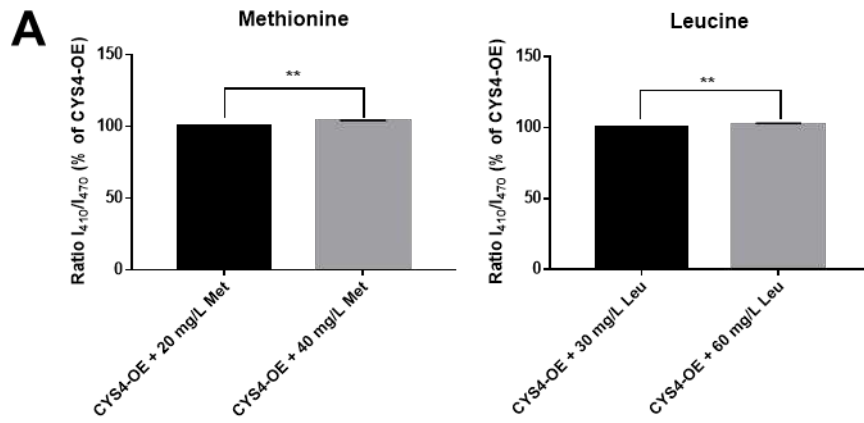 A
Methionine
Ratio I410/I470 (% of CYS4-OE)
150
100
50
0
**
CYS4-OE + 20 mg/L Met
CYS4-OE + 40 mg/L Met
Leucine
Ratio I410/I470 (% of CYS4-OE)
150
100
50
0
**
CYS4-OE + 30 mg/L Leu
CYS4-OE + 60 mg/L Leu